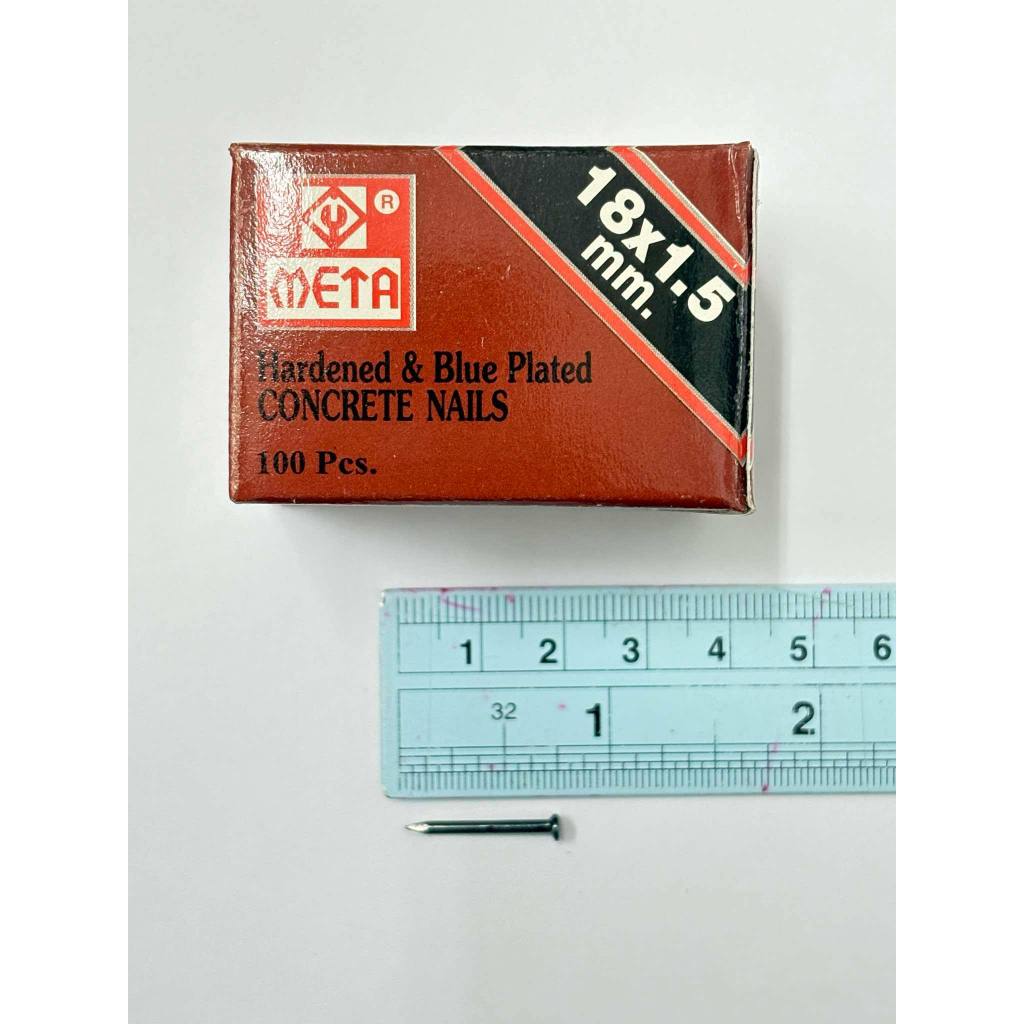 ®
META
18x1.5
mm.
Hardened & Blue Plated
CONCRETE NAILS
100 Pcs.
1 2 3 4 5 6
32 1 2